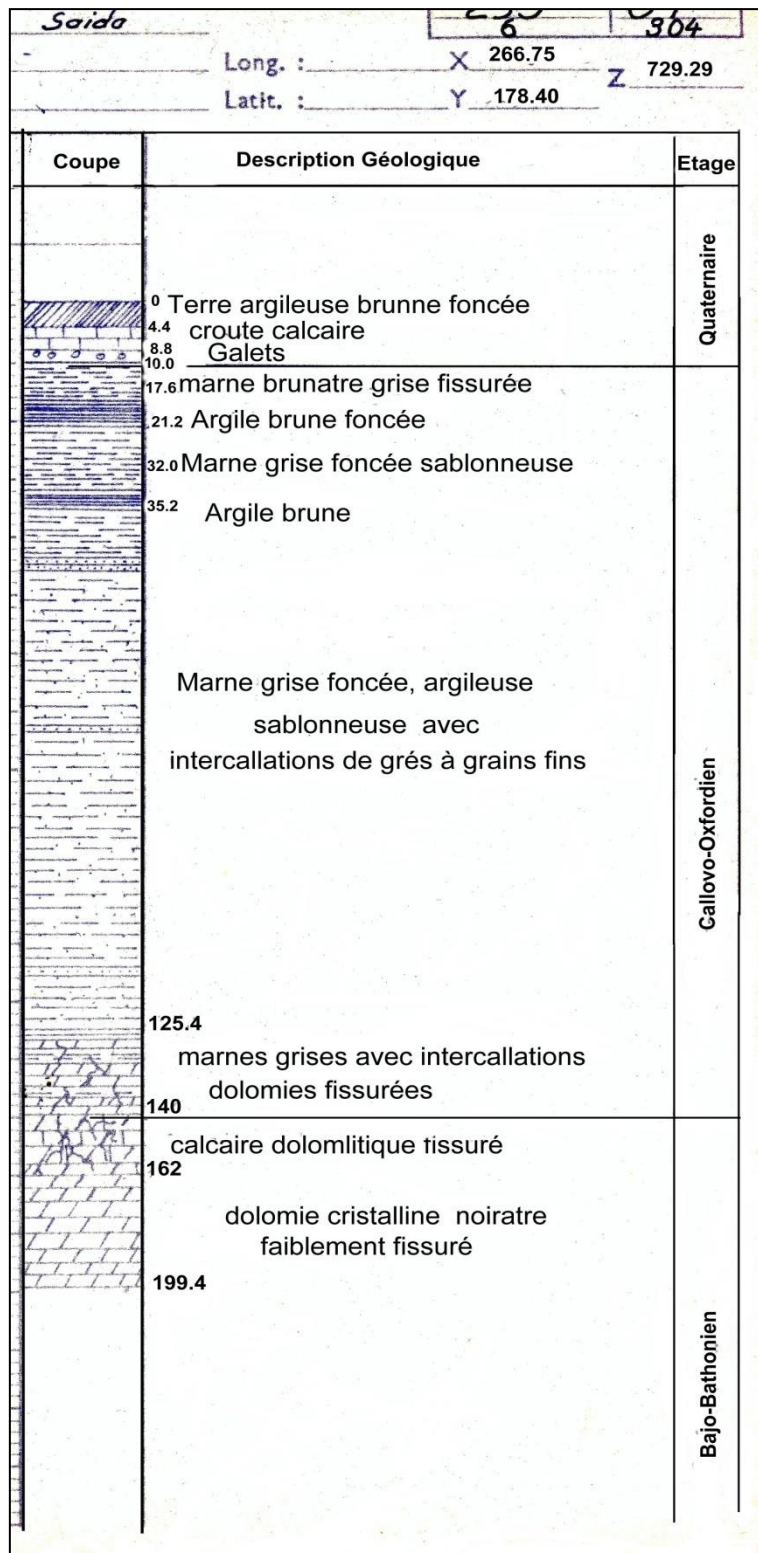 Saida
6 304
Long. : X 266.75
Z 729.29
Latit. : Y 178.40
Coupe Description Géologique Etage
Quaternaire
0 Terre argileuse brunne foncée
4.4 croute calcaire
8.8 Galets
10.0
17.6 marne brunatre grise fissurée
21.2 Argile brune foncée
32.0 Marne grise foncée sablonneuse
35.2 Argile brune
Marne grise foncée, argileuse
sablonneuse avec
intercallations de grés à grains fins
Callovo-Oxfordien
125.4
marnes grises avec intercallations
dolomies fissurées
140
calcaire dolomlitique fissuré
162
dolomie cristalline noiratre
faiblement fissuré
199.4
Bajo-Bathonien